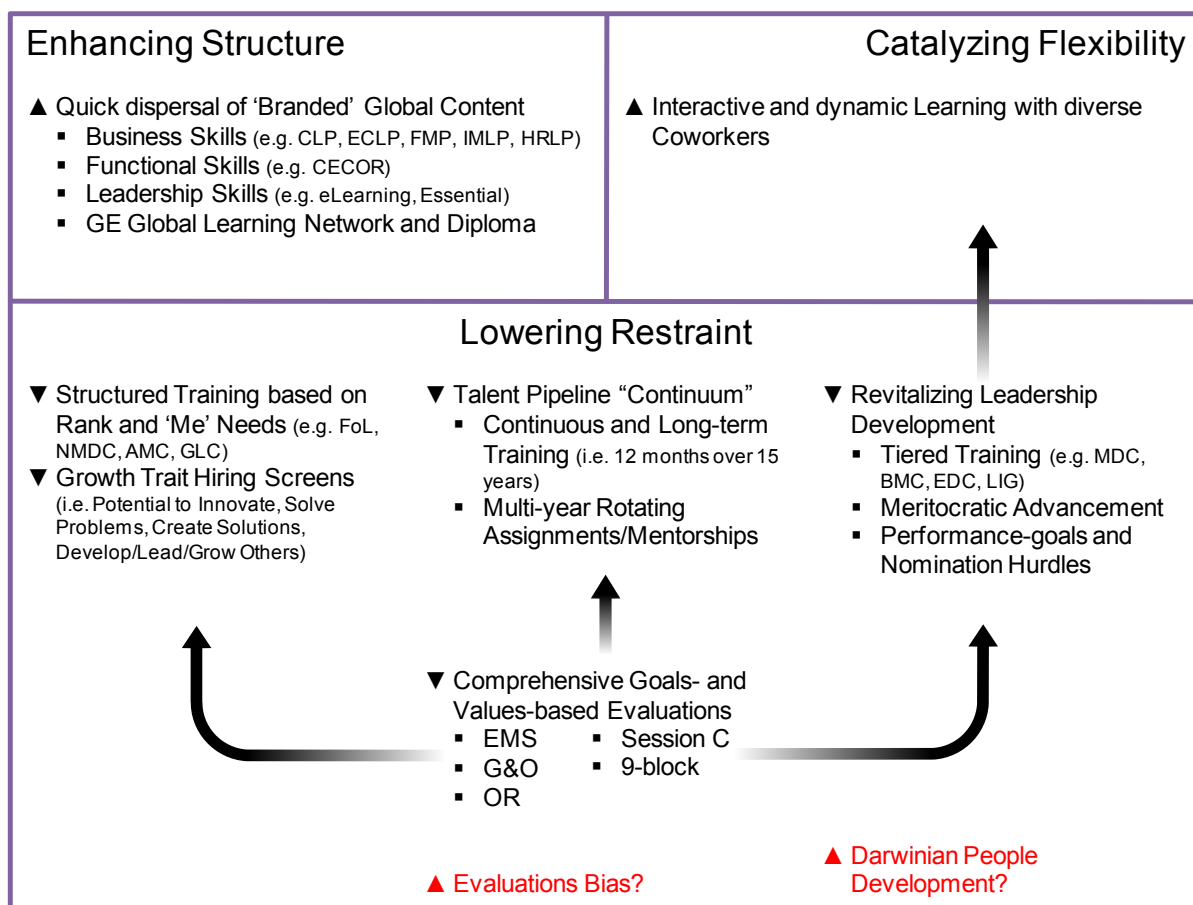 Enhancing Structure
▲ Quick dispersal of ‘Branded’ Global Content
▪ Business Skills (e.g. CLP, ECLP, FMP, IMLP, HRLP)
▪ Functional Skills (e.g. CECOR)
▪ Leadership Skills (e.g. eLearning, Essential)
▪ GE Global Learning Network and Diploma
Catalyzing Flexibility
▲ Interactive and dynamic Learning with diverse
Coworkers
Lowering Restraint
▼ Structured Training based on
Rank and ‘Me’ Needs (e.g. FoL,
NMDC, AMC, GLC)
▼ Growth Trait Hiring Screens
(i.e. Potential to Innovate, Solve
Problems, Create Solutions,
Develop/Lead/Grow Others)
▼ Talent Pipeline “Continuum”
▪ Continuous and Long-term
Training (i.e. 12 months over 15
years)
▪ Multi-year Rotating
Assignments/Mentorships
▼ Revitalizing Leadership
Development
▪ Tiered Training (e.g. MDC,
BMC, EDC, LIG)
▪ Meritocratic Advancement
▪ Performance-goals and
Nomination Hurdles
▼ Comprehensive Goals- and
Values-based Evaluations
▪ EMS ▪ Session C
▪ G&O ▪ 9-block
▪ OR
▲ Evaluations Bias?
▲ Darwinian People
Development?